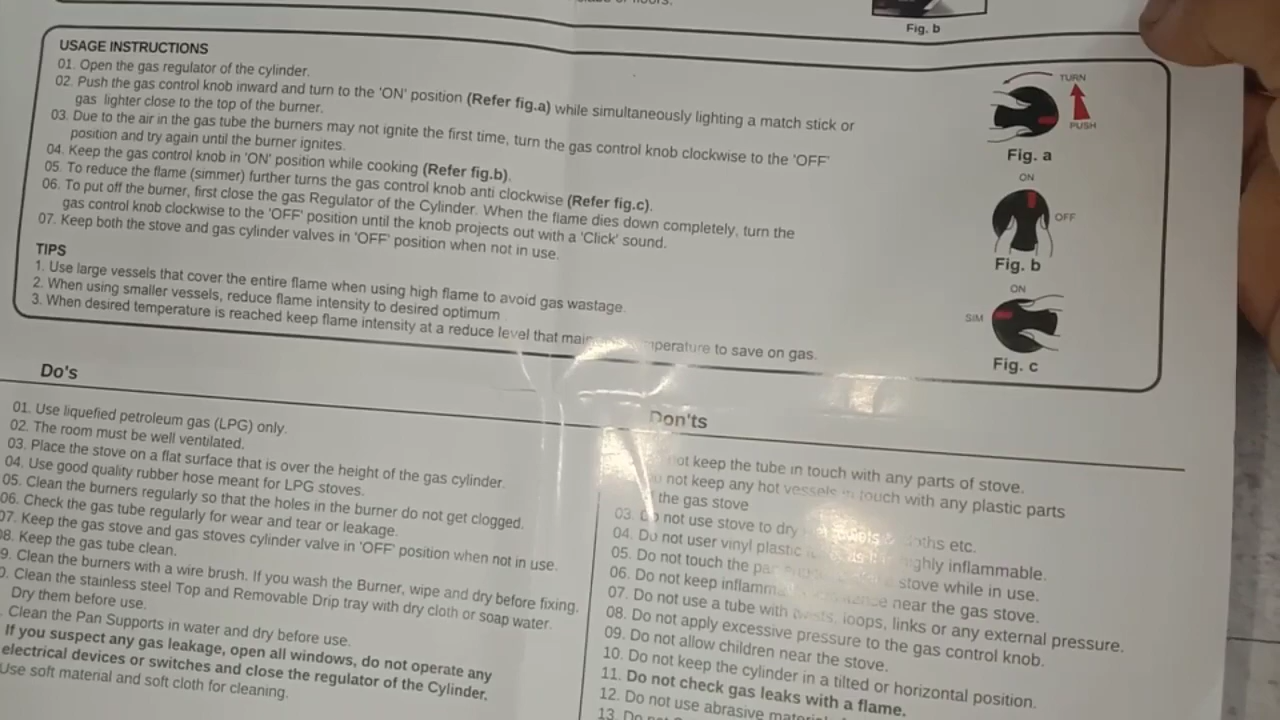 Fig. b
USAGE INSTRUCTIONS
01. Open the gas regulator of the cylinder.
02. Push the gas control knob inward and turn to the 'ON' position (Refer fig.a) while simultaneously lighting a match stick or
gas lighter close to the top of the burner.
03. Due to the air in the gas tube the burners may not ignite the first time, turn the gas control knob clockwise to the 'OFF'
position and try again until the burner ignites.
04. Keep the gas control knob in 'ON' position while cooking (Refer fig.b).
05. To reduce the flame (simmer) further turns the gas control knob anti clockwise (Refer fig.c).
06. To put off the burner, first close the gas Regulator of the Cylinder. When the flame dies down completely, turn the
gas control knob clockwise to the 'OFF' position until the knob projects out with a 'Click' sound.
07. Keep both the stove and gas cylinder valves in 'OFF' position when not in use.
TIPS
1. Use large vessels that cover the entire flame when using high flame to avoid gas wastage.
2. When using smaller vessels, reduce flame intensity to desired optimum
3. When desired temperature is reached keep flame intensity at a reduce level that temperature to save on gas.
TURN
PUSH
Fig. a
ON
OFF
Fig. b
ON
SIM
Fig. c
Do's
01. Use liquefied petroleum gas (LPG) only.
02. The room must be well ventilated.
03. Place the stove on a flat surface that is over the height of the gas cylinder.
04. Use good quality rubber hose meant for LPG stoves.
05. Clean the burners regularly so that the holes in the burner do not get clogged.
06. Check the gas tube regularly for wear and tear or leakage.
07. Keep the gas stove and gas stoves cylinder valve in 'OFF' position when not in use.
08. Keep the gas tube clean.
9. Clean the burners with a wire brush. If you wash the Burner, wipe and dry before fixing.
0. Clean the stainless steel Top and Removable Drip tray with dry cloth or soap water.
Dry them before use.
Clean the Pan Supports in water and dry before use.
If you suspect any gas leakage, open all windows, do not operate any
electrical devices or switches and close the regulator of the Cylinder.
Use soft material and soft cloth for cleaning.
Don'ts
not keep the tube in touch with any parts of stove.
not keep any hot vessels in touch with any plastic parts
the gas stove
03. Do not use stove to dry towels etc.
04. Do not user vinyl plastic highly inflammable.
05. Do not touch the stove while in use.
06. Do not keep near the gas stove.
07. Do not use a tube with twists, loops, links or any external pressure.
08. Do not apply excessive pressure to the gas control knob.
09. Do not allow children near the stove.
10. Do not keep the cylinder in a tilted or horizontal position.
11. Do not check gas leaks with a flame.
12. Do not use abrasive
13.